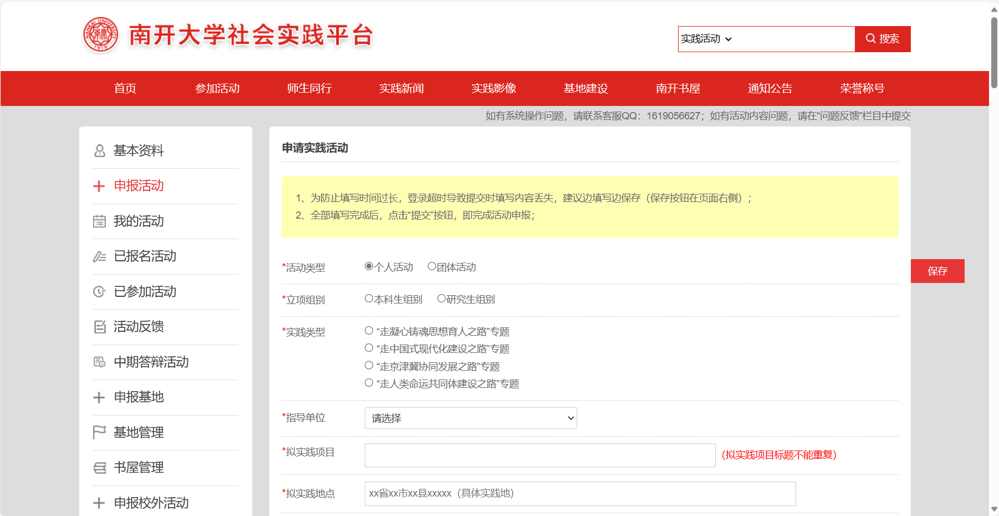 NANKAI UNIVERSITY
1919
南开大学社会实践平台
实践活动
搜索
首页 参加活动 师生同行 实践新闻 实践影像 基地建设 南开书屋 通知公告 荣誉称号
如有系统操作问题，请联系客服QQ：1619056627；如有活动内容问题，请在“问题反馈”栏目中提交
基本资料
申报活动
我的活动
已报名活动
已参加活动
活动反馈
中期答辩活动
申报基地
基地管理
书屋管理
申报校外活动
申请实践活动
1、为防止填写时间过长，登录超时导致提交时填写内容丢失，建议边填写边保存（保存按钮在页面右侧）；
2、全部填写完成后，点击“提交”按钮，即完成活动申报；
*活动类型 个人活动 团体活动
保存
*立项组别 本科生组别 研究生组别
*实践类型 “走凝心铸魂思想育人之路”专题
“走中国式现代化建设之路”专题
“走京津冀协同发展之路”专题
“走人类命运共同体建设之路”专题
*指导单位 请选择
*拟实践项目 (拟实践项目标题不能重复)
*拟实践地点 xx省xx市xx县xxxxx（具体实践地）